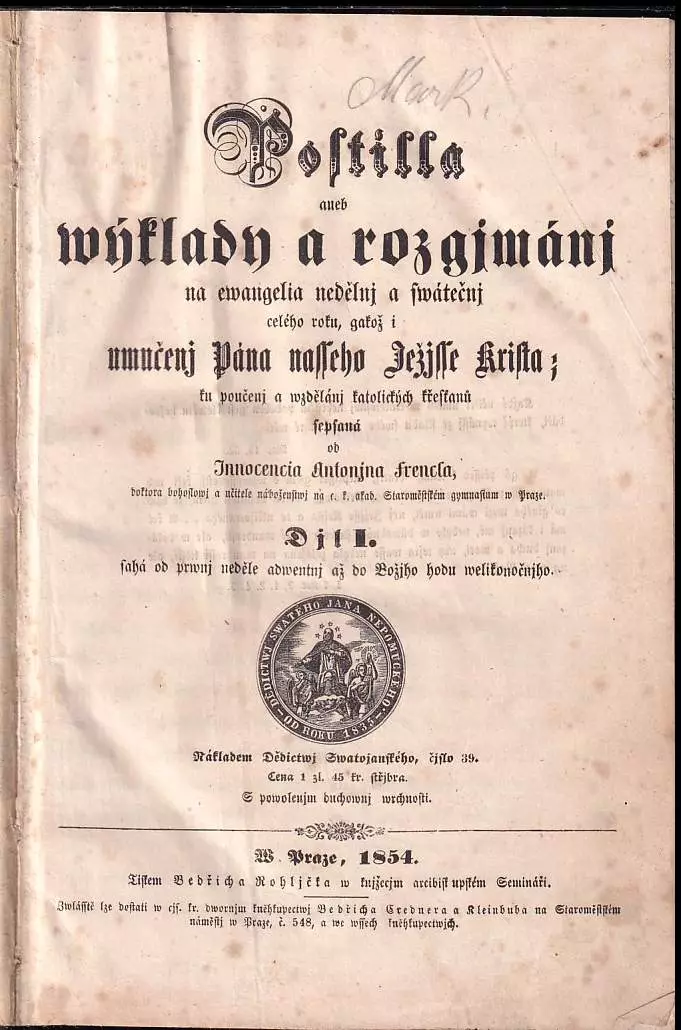 Mark.
Postilla
aneb
wýklady a rozgjmánj
na ewangelia nedělnj a swátečnj
celého roku, gakož i
umučenj Pána nasseho Ježjsse Krista;
ku poučenj a wzdělánj katolických křesťanů
sepsaná
od
Innocencia Antonjna Frencla,
doktora bohoslowj a učitele náboženstwj na c. k. akad. Staroměstském gymnasium w Praze.
Djl I.
sahá od prwnj neděle adwentnj až do Božjho hodu welikonočnjho.
DĚDICTWJ SWATÉHO JANA NEPOMUCKÉHO.
OD ROKU 1835
Nákladem Dědictwj Swatojanského, čjslo 39.
Cena 1 zl. 45 kr. střjbra.
S powolenjm duchownj wrchnosti.
W Praze, 1854.
Tiskem Bedřicha Rohljčka w knjžecjm arcibiskupském Semináři.
Zwlásstě lze dostati w cjs. kr. dwornjm kněhkupectwj Bedřicha Crednera a Kleinbuba na Staroměstském
náměstj w Praze, č. 548, a we wssech kněhkupectwjch.